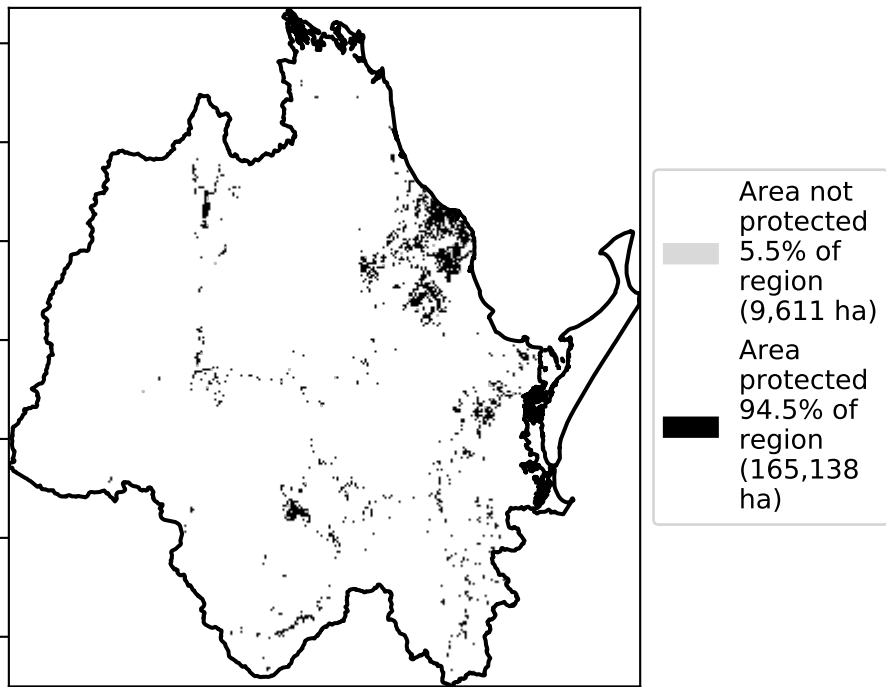 Area not
protected
5.5% of
region
(9,611 ha)
Area
protected
94.5% of
region
(165,138
ha)